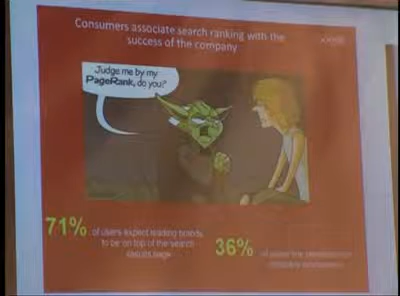 Consumers associate search ranking with the
success of the company
Judge me by my
PageRank, do you?
71% of users expect leading brands
to be on top of the search
results page
36%